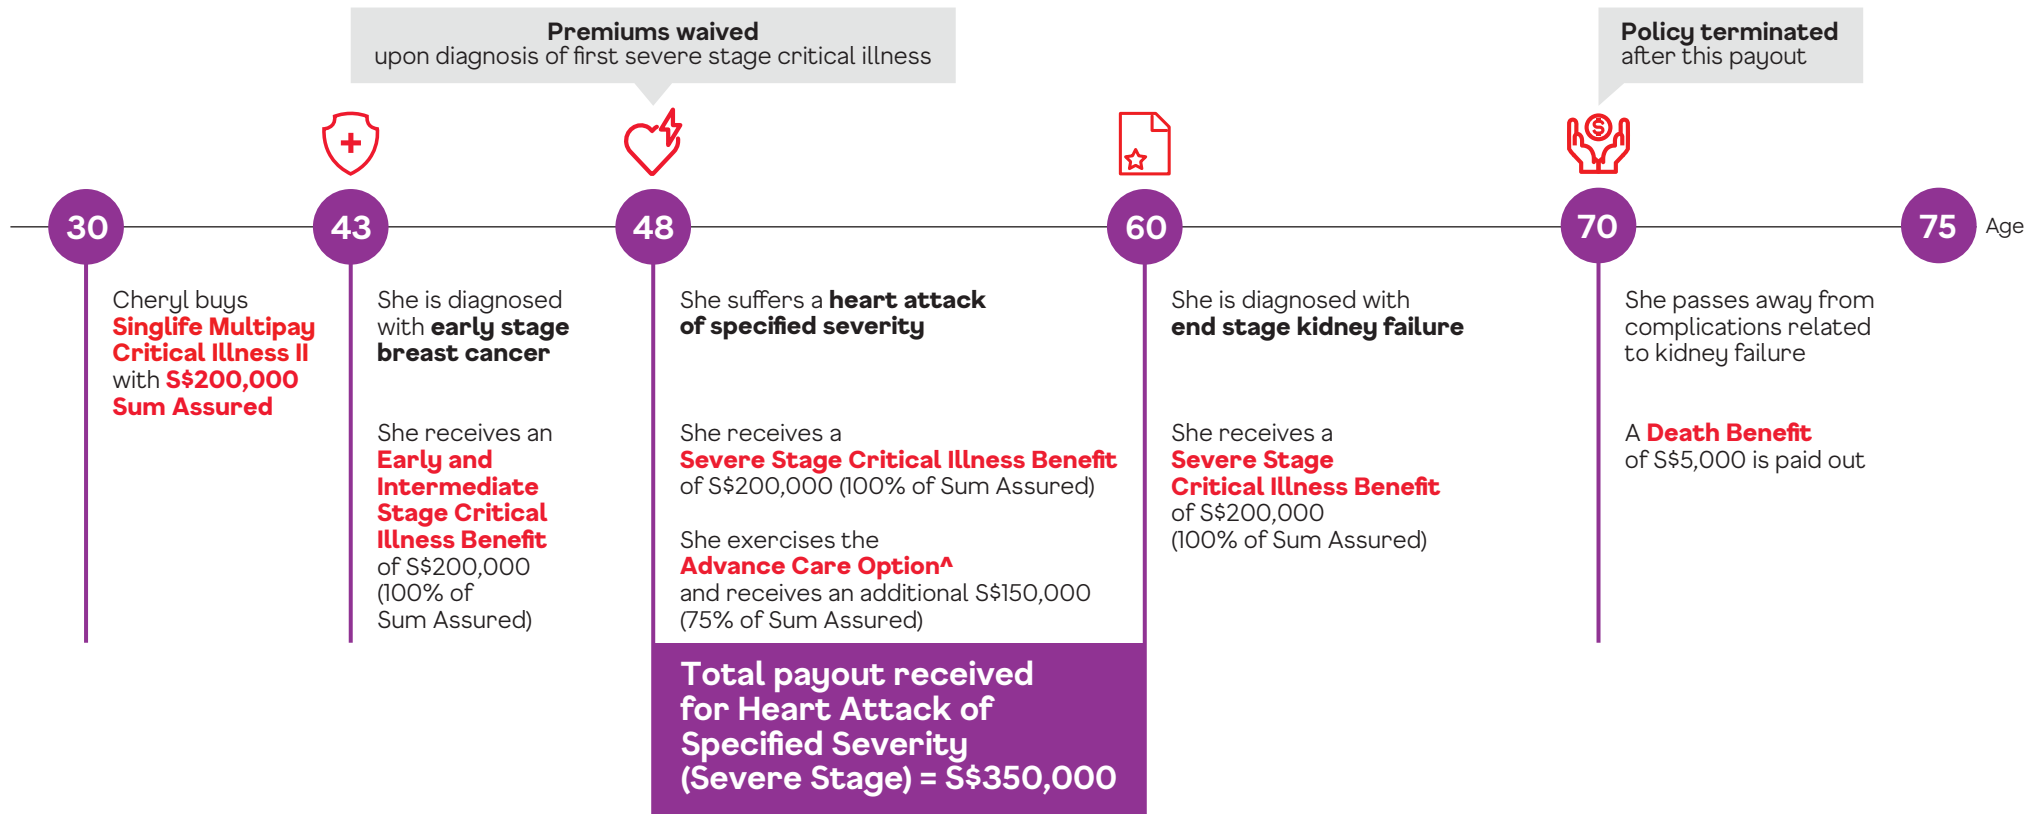 Premiums waived
upon diagnosis of first severe stage critical illness
Policy terminated
after this payout
30
43
48
60
70
75
Age
Cheryl buys
Singlife Multipay
Critical Illness II
with S$200,000
Sum Assured
She is diagnosed
with early stage
breast cancer
She receives an
Early and
Intermediate
Stage Critical
Illness Benefit
of S$200,000
(100% of
Sum Assured)
She suffers a heart attack
of specified severity
She receives a
Severe Stage Critical Illness Benefit
of S$200,000 (100% of Sum Assured)
She exercises the
Advance Care Option^
and receives an additional S$150,000
(75% of Sum Assured)
Total payout received
for Heart Attack of
Specified Severity
(Severe Stage) = S$350,000
She is diagnosed with
end stage kidney failure
She receives a
Severe Stage
Critical Illness Benefit
of S$200,000
(100% of Sum Assured)
$
She passes away from
complications related
to kidney failure
A Death Benefit
of S$5,000 is paid out